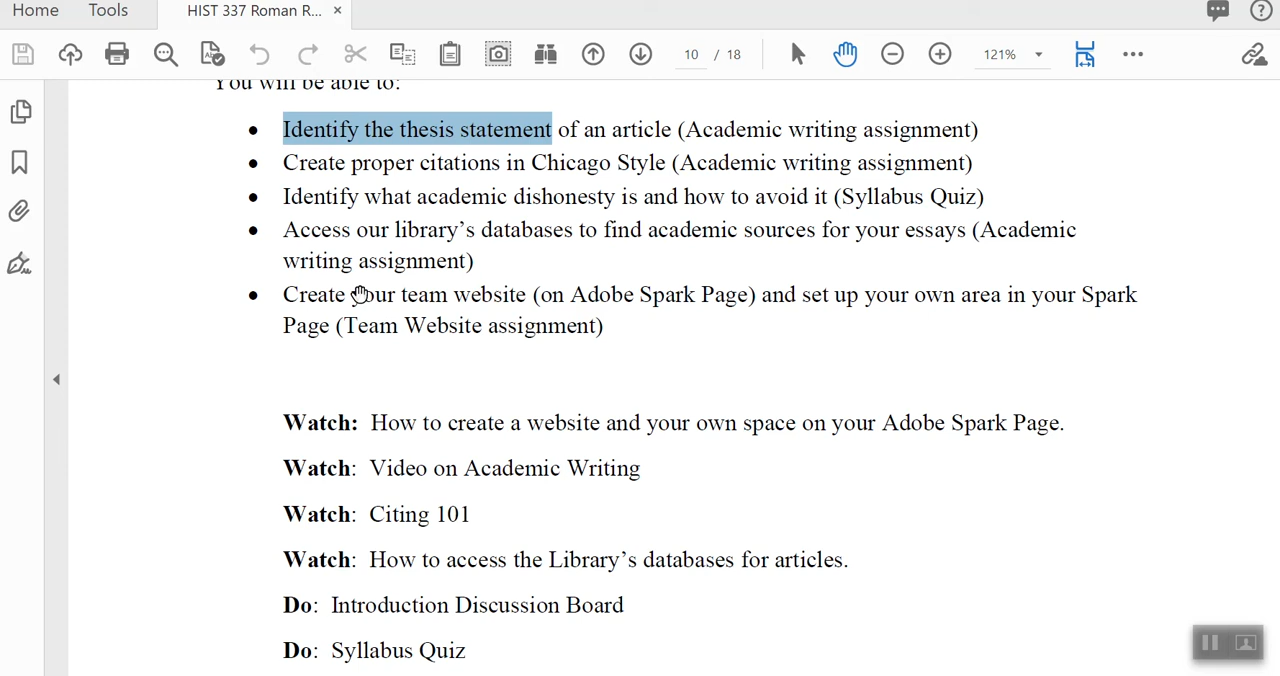 Home Tools HIST 337 Roman R... ×
10 / 18 121%
You will be able to:
• Identify the thesis statement of an article (Academic writing assignment)
• Create proper citations in Chicago Style (Academic writing assignment)
• Identify what academic dishonesty is and how to avoid it (Syllabus Quiz)
• Access our library’s databases to find academic sources for your essays (Academic
writing assignment)
• Create your team website (on Adobe Spark Page) and set up your own area in your Spark
Page (Team Website assignment)
Watch: How to create a website and your own space on your Adobe Spark Page.
Watch: Video on Academic Writing
Watch: Citing 101
Watch: How to access the Library’s databases for articles.
Do: Introduction Discussion Board
Do: Syllabus Quiz